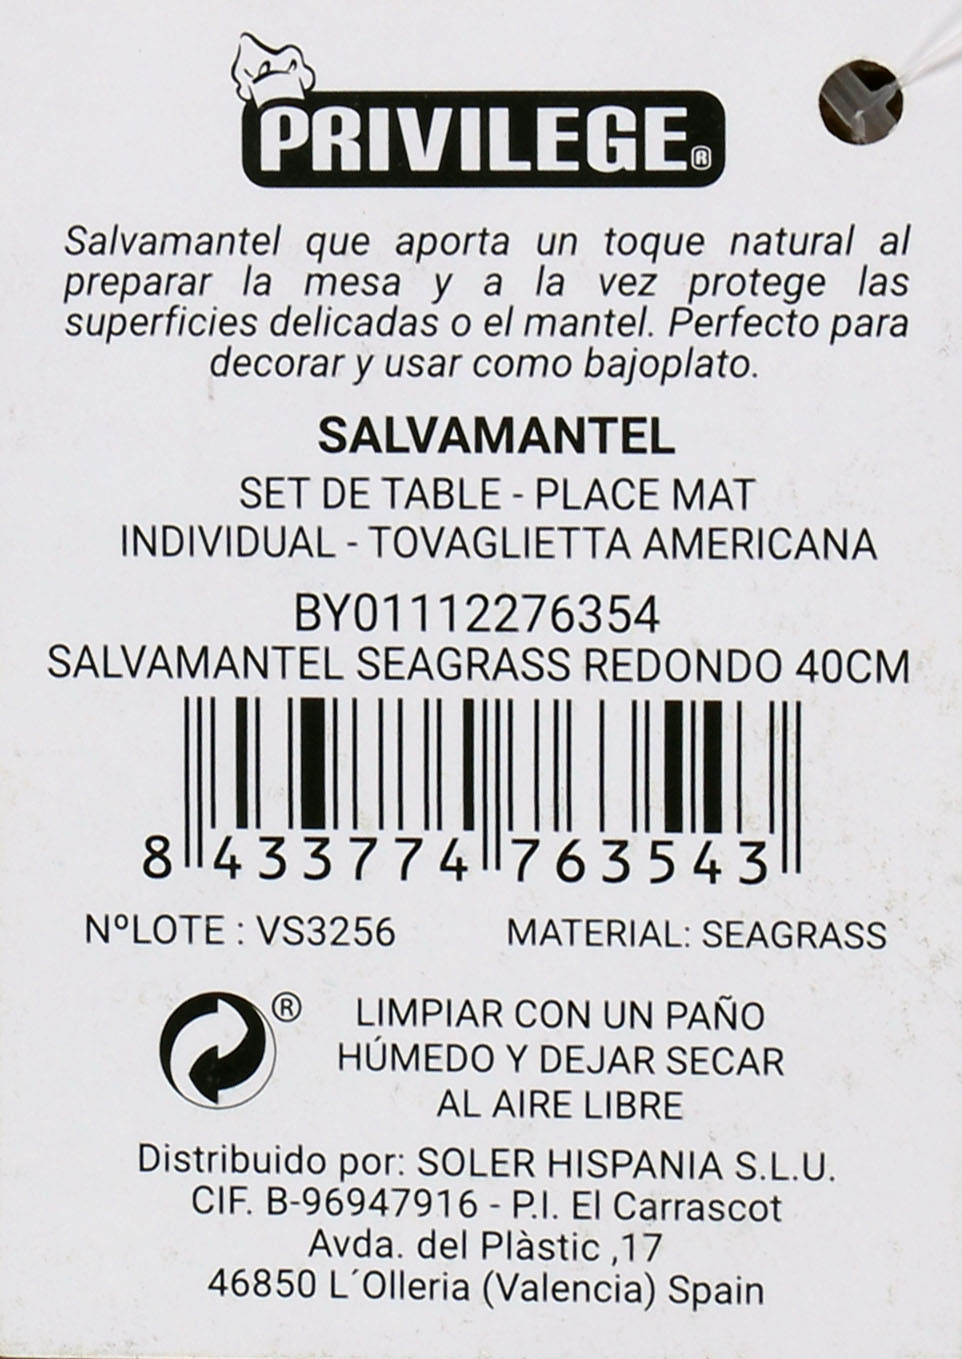 PRIVILEGE®
Salvamantel que aporta un toque natural al
preparar la mesa y a la vez protege las
superficies delicadas o el mantel. Perfecto para
decorar y usar como bajoplato.
SALVAMANTEL
SET DE TABLE - PLACE MAT
INDIVIDUAL - TOVAGLIETTA AMERICANA
BY01112276354
SALVAMANTEL SEAGRASS REDONDO 40CM
8 433774 763543
NºLOTE : VS3256 MATERIAL: SEAGRASS
® LIMPIAR CON UN PAÑO
HÚMEDO Y DEJAR SECAR
AL AIRE LIBRE
Distribuido por: SOLER HISPANIA S.L.U.
CIF. B-96947916 - P.I. El Carrascot
Avda. del Plàstic ,17
46850 L´Olleria (Valencia) Spain